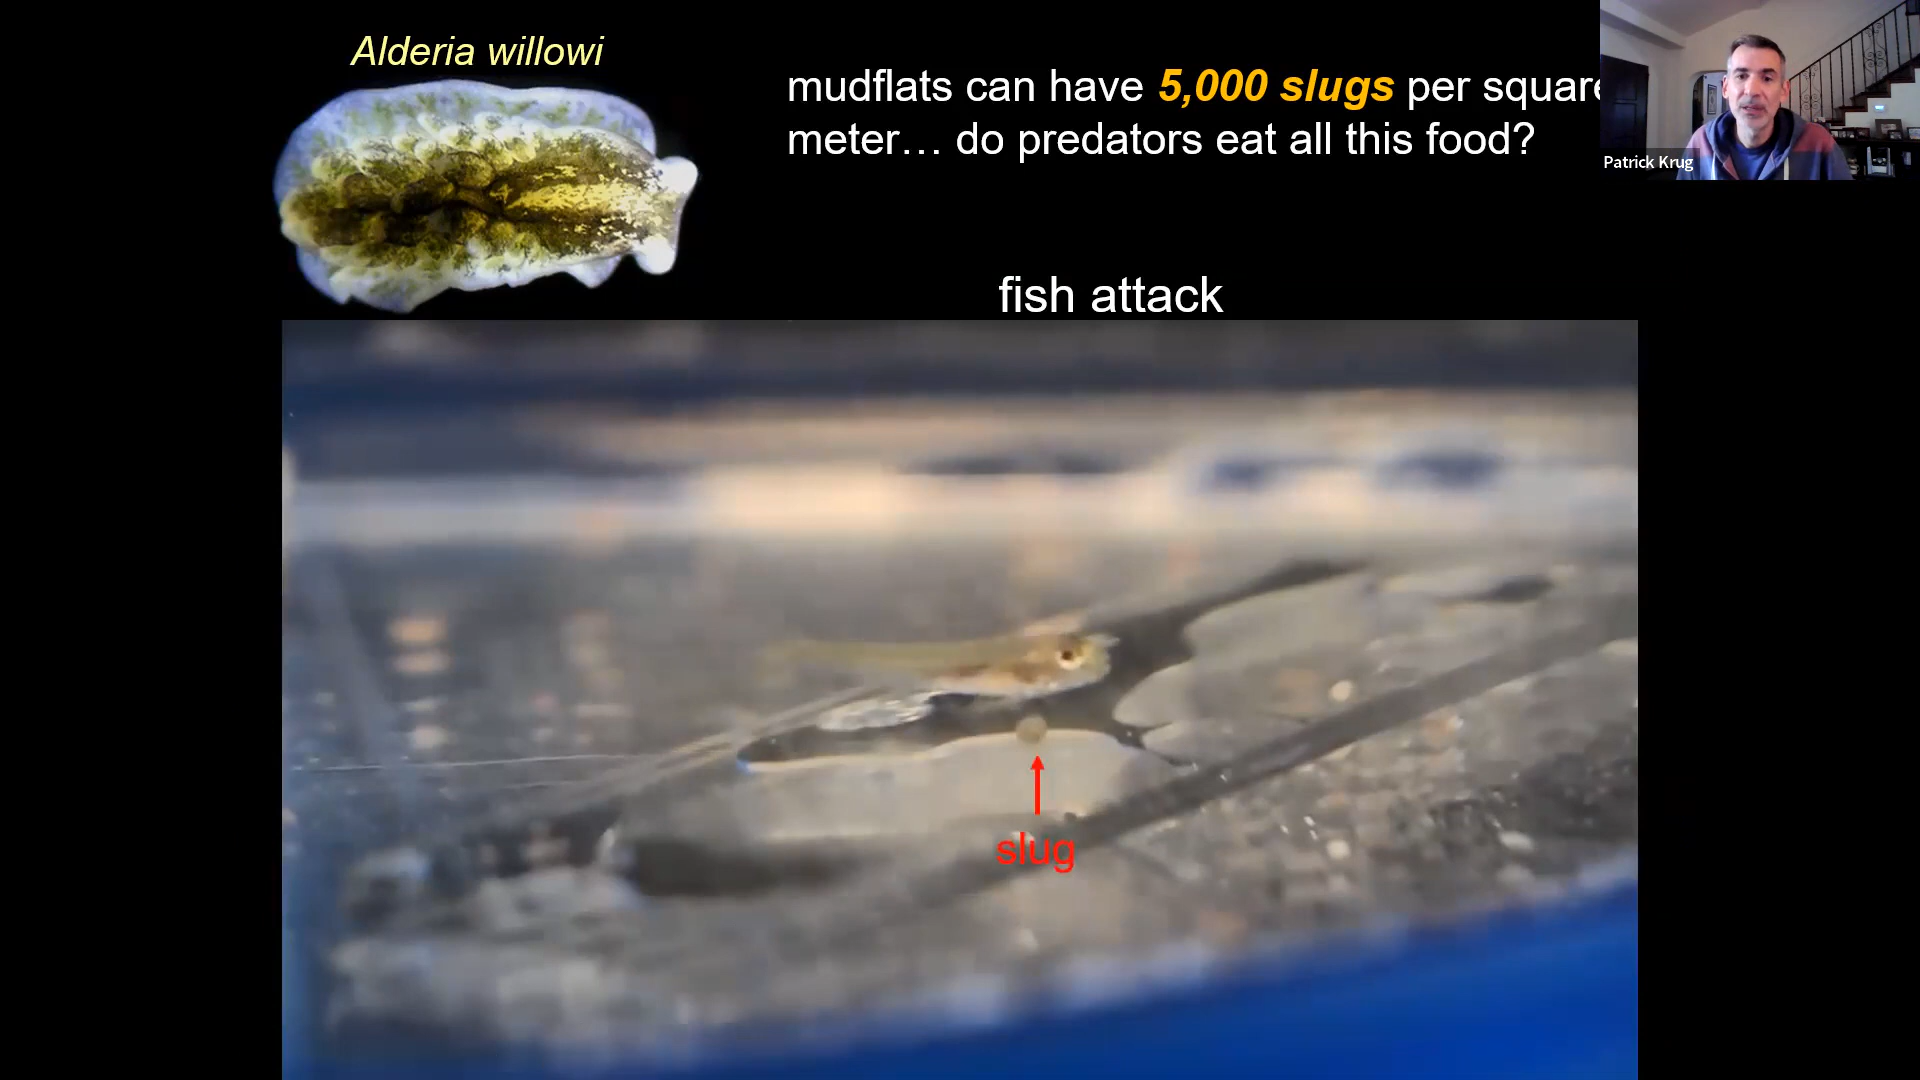 Alderia willowi
mudflats can have 5,000 slugs per square
meter… do predators eat all this food?
Patrick Krug
fish attack
slug